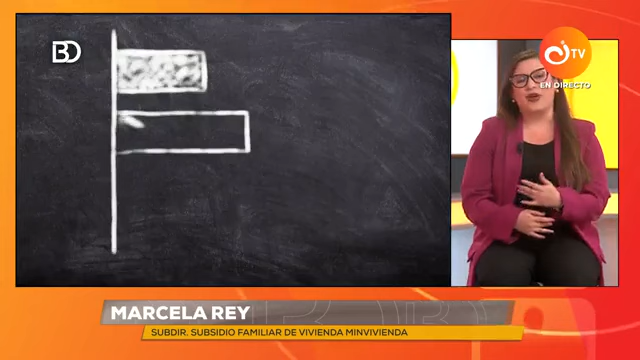 BD
TV
EN DIRECTO
MARCELA REY
SUBDIR. SUBSIDIO FAMILIAR DE VIVIENDA MINVIVIENDA